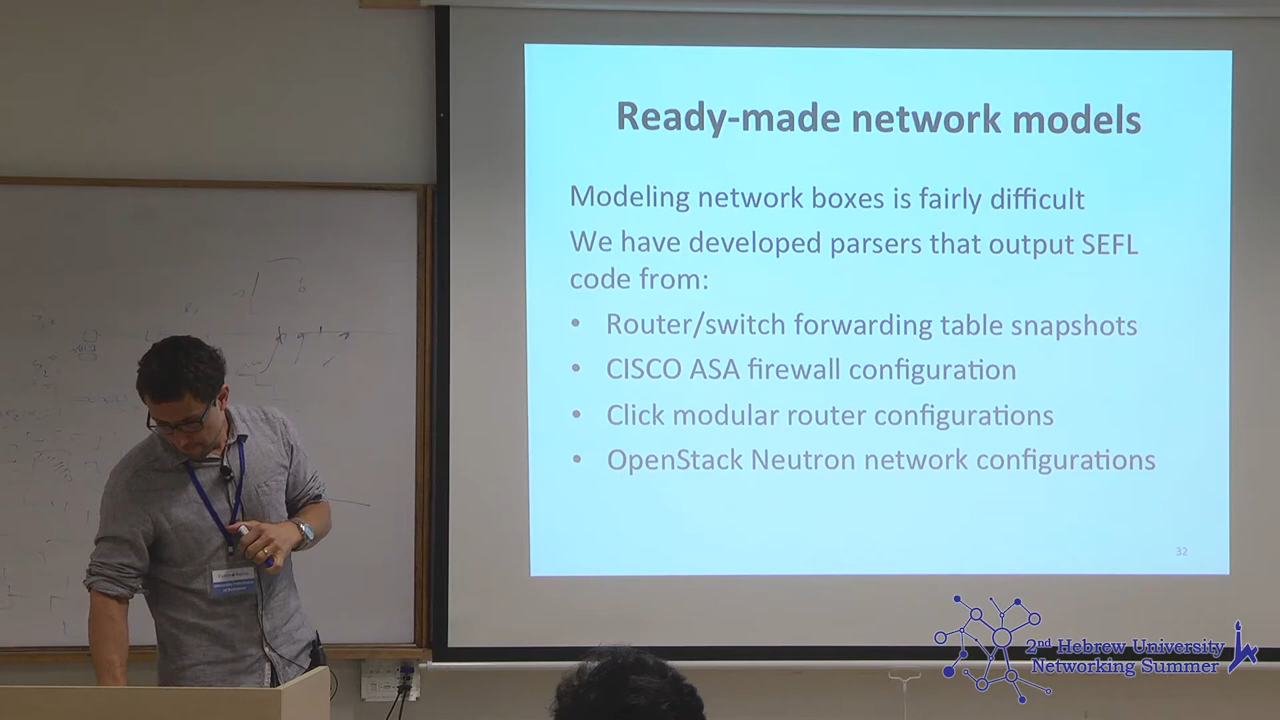 Ready-made network models
Modeling network boxes is fairly difficult
We have developed parsers that output SEFL
code from:
• Router/switch forwarding table snapshots
• CISCO ASA firewall configuration
• Click modular router configurations
• OpenStack Neutron network configurations
32
2nd Hebrew University
Networking Summer